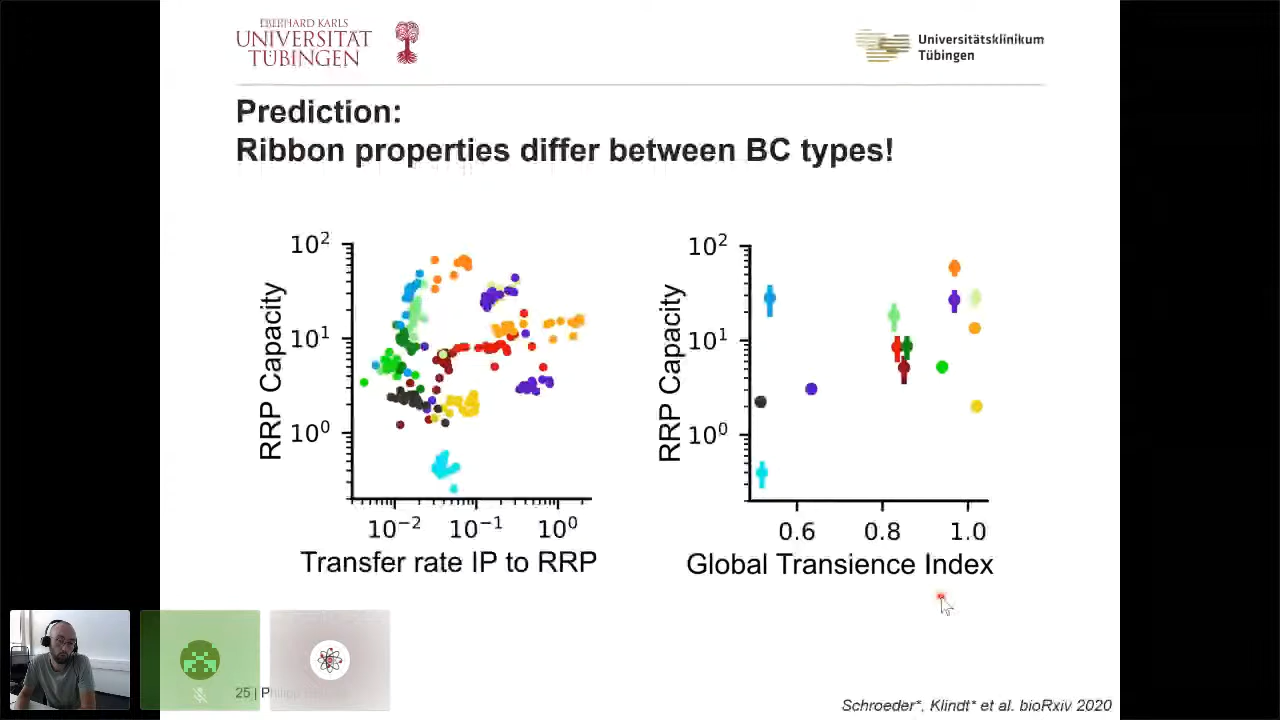 EBERHARD KARLS
UNIVERSITÄT
TÜBINGEN
Universitätsklinikum
Tübingen
Prediction:
Ribbon properties differ between BC types!
10²
10¹
10⁰
RRP Capacity
10⁻² 10⁻¹ 10⁰
Transfer rate IP to RRP
10²
10¹
10⁰
RRP Capacity
0.6 0.8 1.0
Global Transience Index
25 | Philipp
Schroeder*, Klindt* et al. bioRxiv 2020